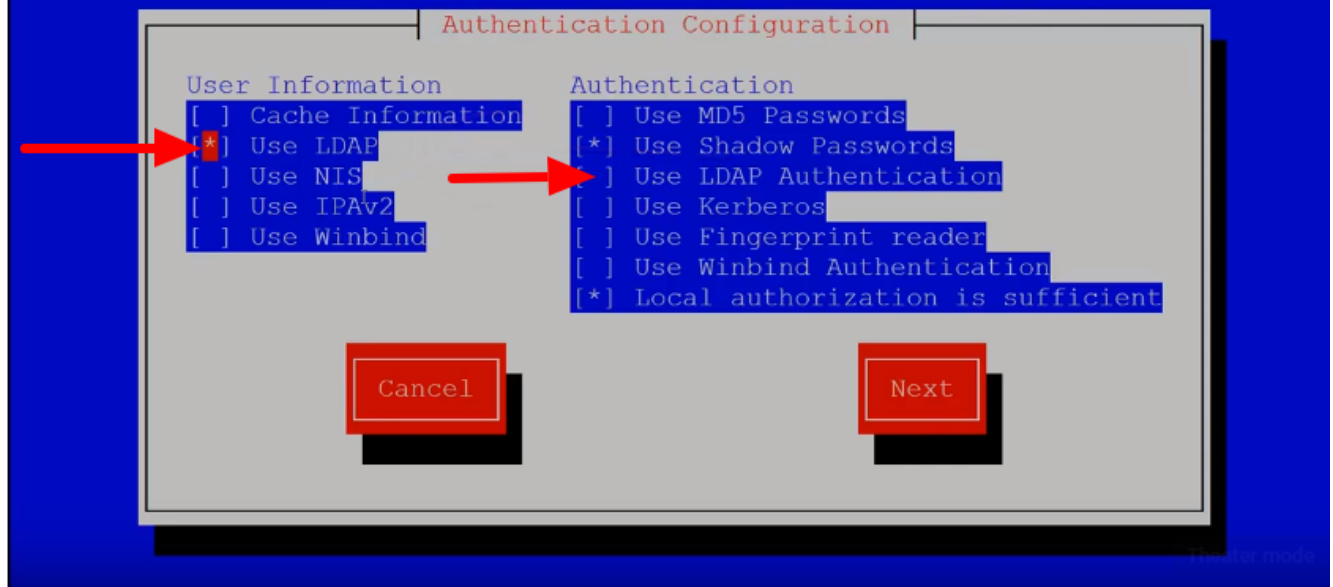 Authentication Configuration
User Information
[ ] Cache Information
[*] Use LDAP
[ ] Use NIS
[ ] Use IPAv2
[ ] Use Winbind
Authentication
[ ] Use MD5 Passwords
[*] Use Shadow Passwords
[ ] Use LDAP Authentication
[ ] Use Kerberos
[ ] Use Fingerprint reader
[ ] Use Winbind Authentication
[*] Local authorization is sufficient
Cancel
Next
Theater mode